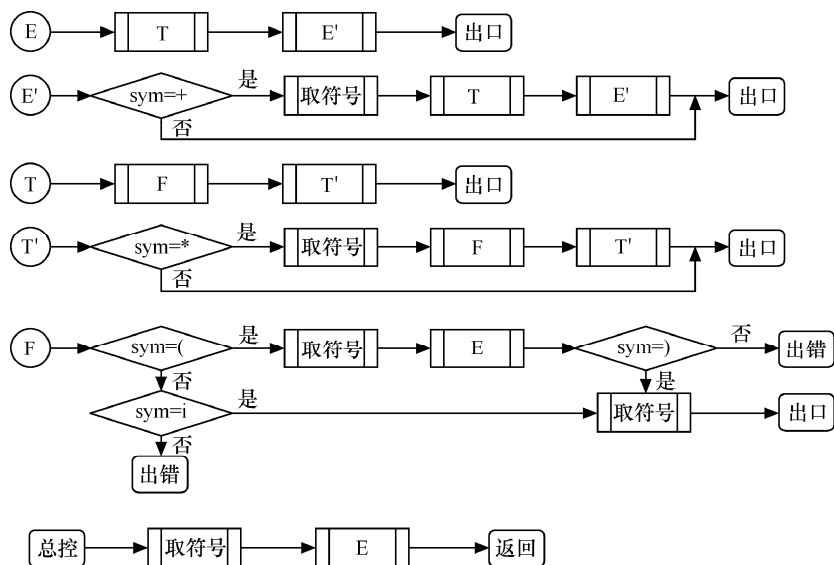 E T E' 出口
E' sym=+ 是 取符号 T E' 出口
否
T F T' 出口
T' sym=* 是 取符号 F T' 出口
否
F sym=( 是 取符号 E sym=) 否 出错
否 是
sym=i 是 取符号 出口
否
出错
总控 取符号 E 返回